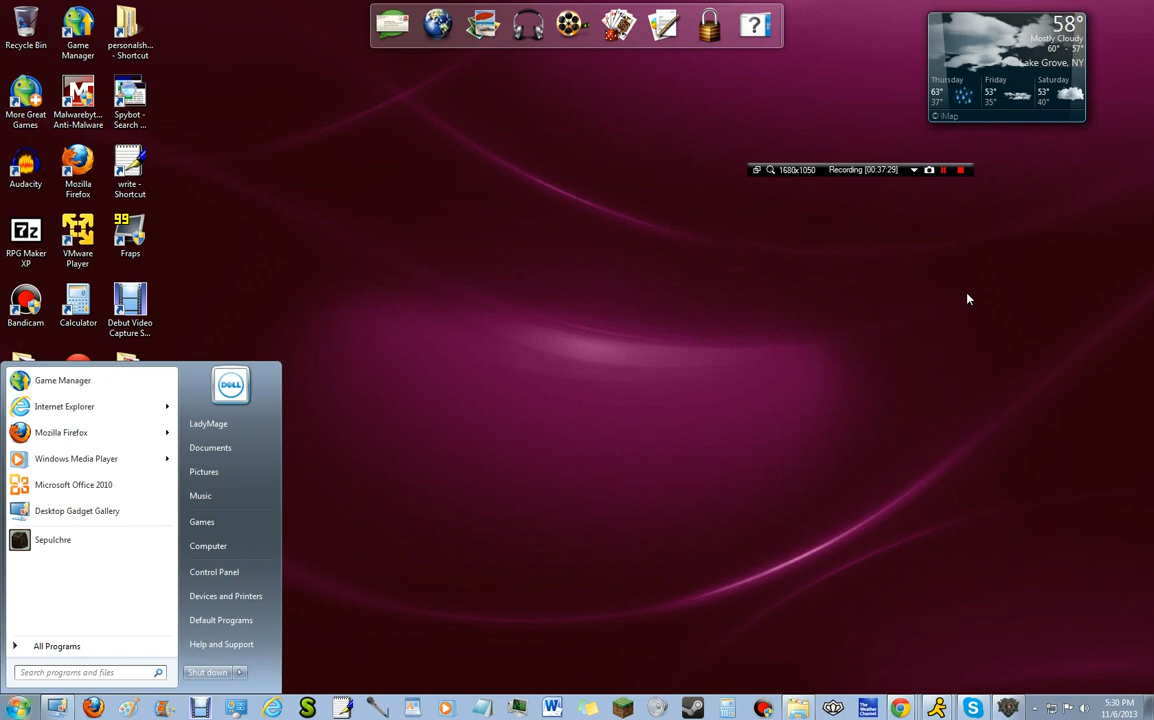 Recycle Bin
Game
Manager
personalsh...
- Shortcut
More Great
Games
Malwarebyt...
Anti-Malware
Spybot -
Search ...
Audacity
Mozilla
Firefox
write -
Shortcut
7z
RPG Maker
XP
VMware
Player
99
Fraps
Bandicam
Calculator
Debut Video
Capture S...
58°
Mostly Cloudy
60° - 57°
Lake Grove, NY
Thursday
63°
37°
Friday
53°
35°
Saturday
53°
40°
© iMap
1680x1050
Recording [00:37:29]
Game Manager
Internet Explorer
Mozilla Firefox
Windows Media Player
Microsoft Office 2010
Desktop Gadget Gallery
Sepulchre
All Programs
Search programs and files
DELL
LadyMage
Documents
Pictures
Music
Games
Computer
Control Panel
Devices and Printers
Default Programs
Help and Support
Shut down
5:30 PM
11/6/2013